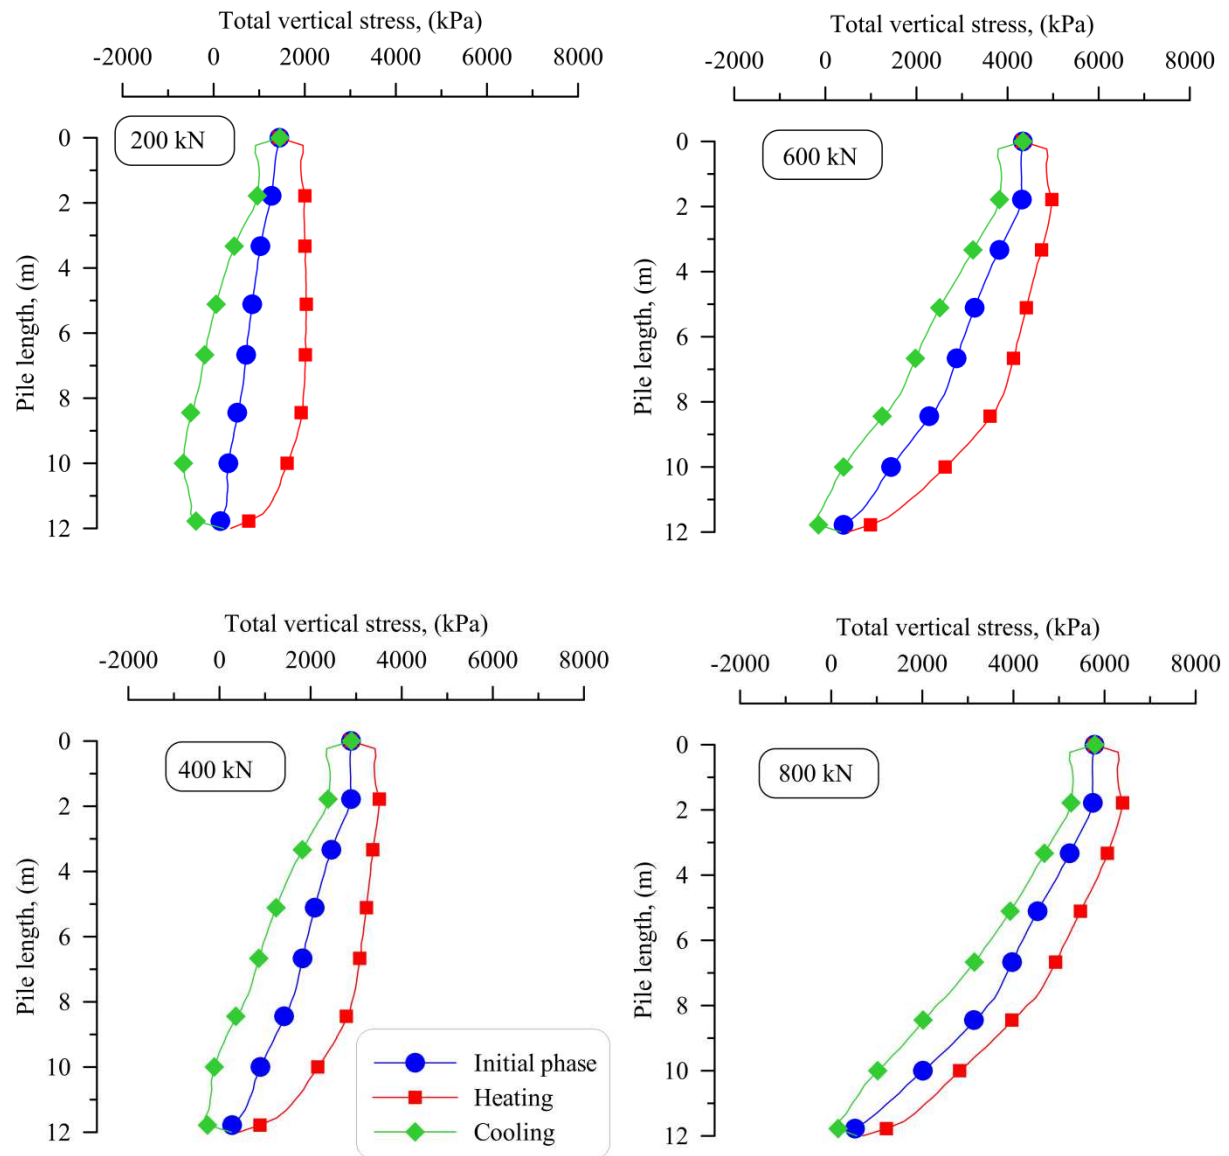 Total vertical stress, (kPa)
-2000 0 2000 4000 6000 8000
200 kN
Pile length, (m)
0
2
4
6
8
10
12
Total vertical stress, (kPa)
-2000 0 2000 4000 6000 8000
600 kN
Pile length, (m)
0
2
4
6
8
10
12
Total vertical stress, (kPa)
-2000 0 2000 4000 6000 8000
400 kN
Pile length, (m)
0
2
4
6
8
10
12
Initial phase
Heating
Cooling
Total vertical stress, (kPa)
-2000 0 2000 4000 6000 8000
800 kN
Pile length, (m)
0
2
4
6
8
10
12